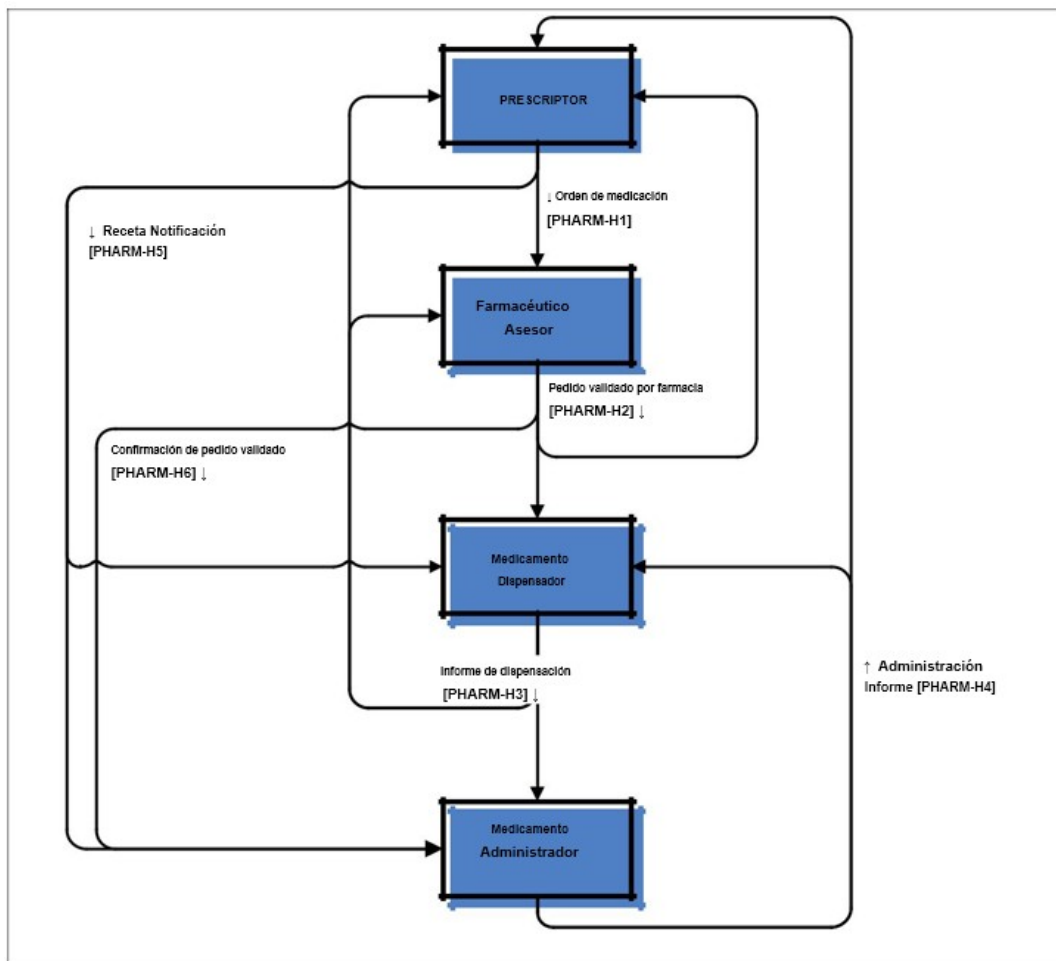 PRESCRIPTOR
↓ Orden de medicación
[PHARM-H1]
↓ Receta Notificación
[PHARM-H5]
Farmacéutico
Asesor
Pedido validado por farmacia
[PHARM-H2] ↓
Confirmación de pedido validado
[PHARM-H6] ↓
Medicamento
Dispensador
Informe de dispensación
[PHARM-H3] ↓
↑ Administración
Informe [PHARM-H4]
Medicamento
Administrador